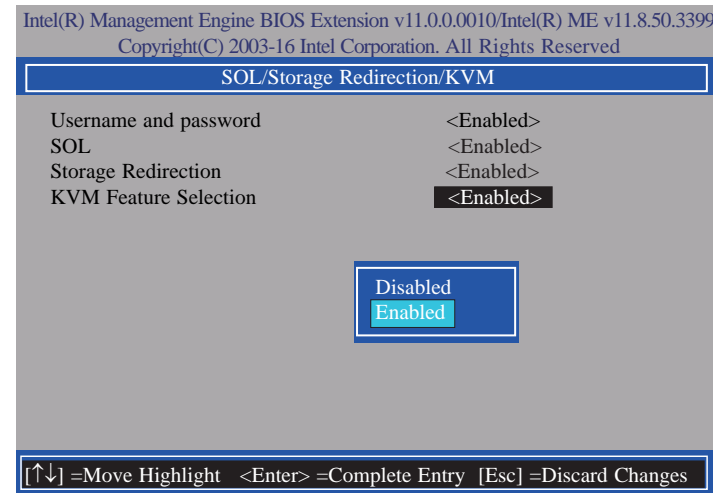 Intel(R) Management Engine BIOS Extension v11.0.0.0010/Intel(R) ME v11.8.50.3399
Copyright(C) 2003-16 Intel Corporation. All Rights Reserved
SOL/Storage Redirection/KVM
Username and password <Enabled>
SOL <Enabled>
Storage Redirection <Enabled>
KVM Feature Selection <Enabled>
Disabled
Enabled
[↑↓] =Move Highlight <Enter> =Complete Entry [Esc] =Discard Changes